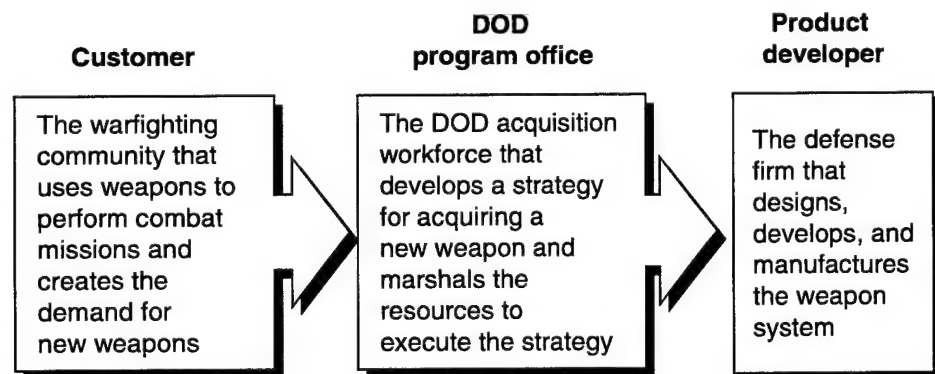 Customer
The warfighting
community that
uses weapons to
perform combat
missions and
creates the
demand for
new weapons
DOD
program office
The DOD acquisition
workforce that
develops a strategy
for acquiring a
new weapon and
marshals the
resources to
execute the strategy
Product
developer
The defense
firm that
designs,
develops, and
manufactures
the weapon
system